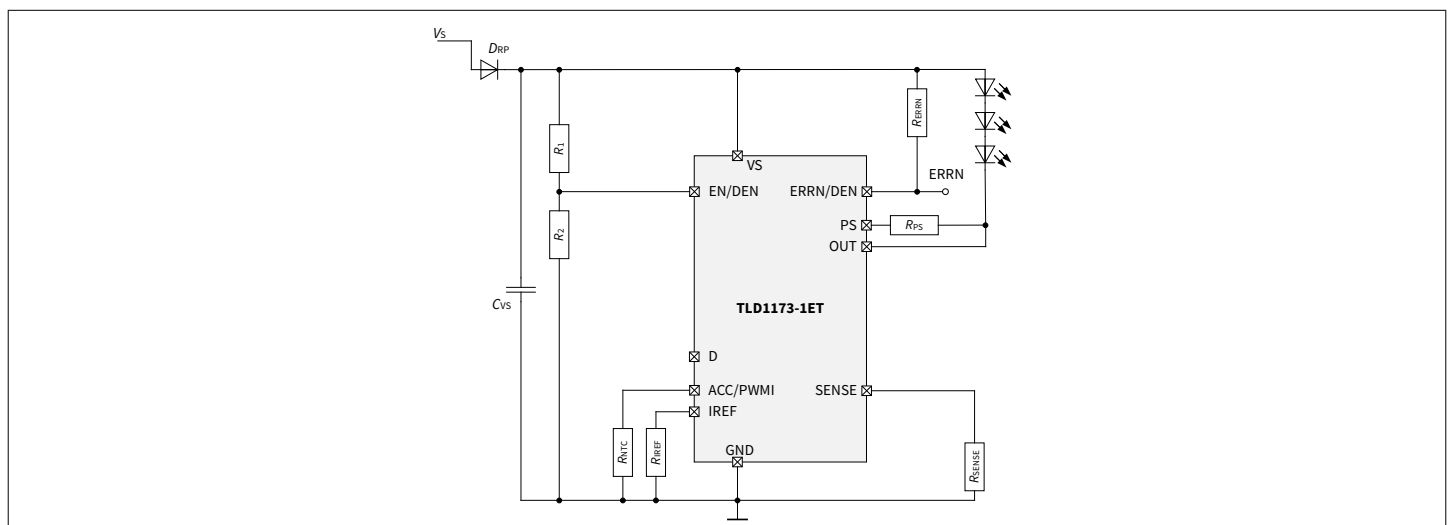 VS
DRP
RERRN
R1
VS
ERRN
EN/DEN
ERRN/DEN
R2
PS
RPS
OUT
CVS
TLD1173-1ET
D
ACC/PWMI
SENSE
IREF
RNTC
RIREF
GND
RSENSE